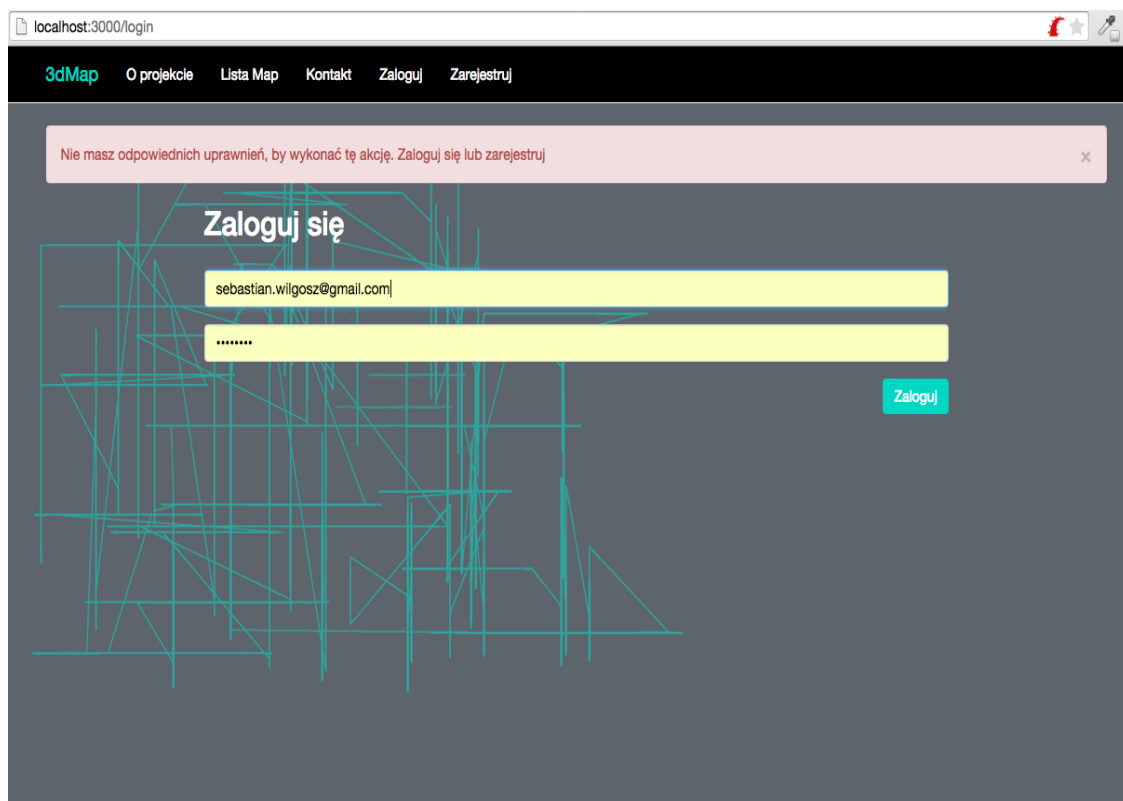 localhost:3000/login
3dMap O projekcie Lista Map Kontakt Zaloguj Zarejestruj
Nie masz odpowiednich uprawnień, by wykonać tę akcję. Zaloguj się lub zarejestruj ×
Zaloguj się
sebastian.wilgosz@gmail.com
••••••••
Zaloguj